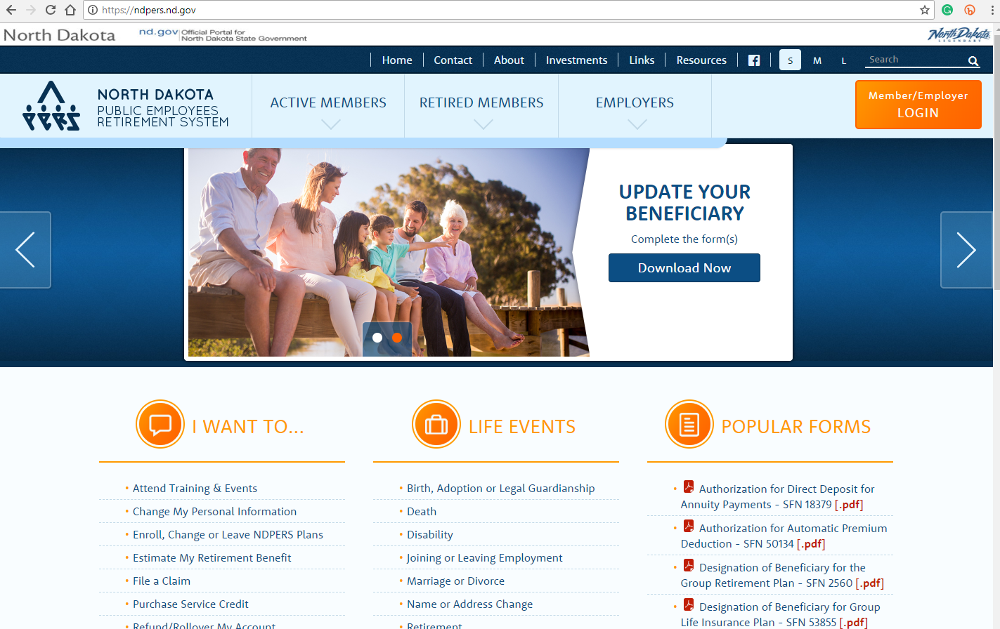 https://ndpers.nd.gov
North Dakota
nd.gov
Official Portal for
North Dakota State Government
North Dakota
LEGENDARY
Home
Contact
About
Investments
Links
Resources
S
M
L
Search
NORTH DAKOTA
PUBLIC EMPLOYEES
RETIREMENT SYSTEM
ACTIVE MEMBERS
RETIRED MEMBERS
EMPLOYERS
Member/Employer
LOGIN
UPDATE YOUR
BENEFICIARY
Complete the form(s)
Download Now
I WANT TO...
Attend Training & Events
Change My Personal Information
Enroll, Change or Leave NDPERS Plans
Estimate My Retirement Benefit
File a Claim
Purchase Service Credit
Refund/Rollover My Account
LIFE EVENTS
Birth, Adoption or Legal Guardianship
Death
Disability
Joining or Leaving Employment
Marriage or Divorce
Name or Address Change
Retirement
POPULAR FORMS
Authorization for Direct Deposit for
Annuity Payments - SFN 18379 [.pdf]
Authorization for Automatic Premium
Deduction - SFN 50134 [.pdf]
Designation of Beneficiary for the
Group Retirement Plan - SFN 2560 [.pdf]
Designation of Beneficiary for Group
Life Insurance Plan - SFN 53855 [.pdf]